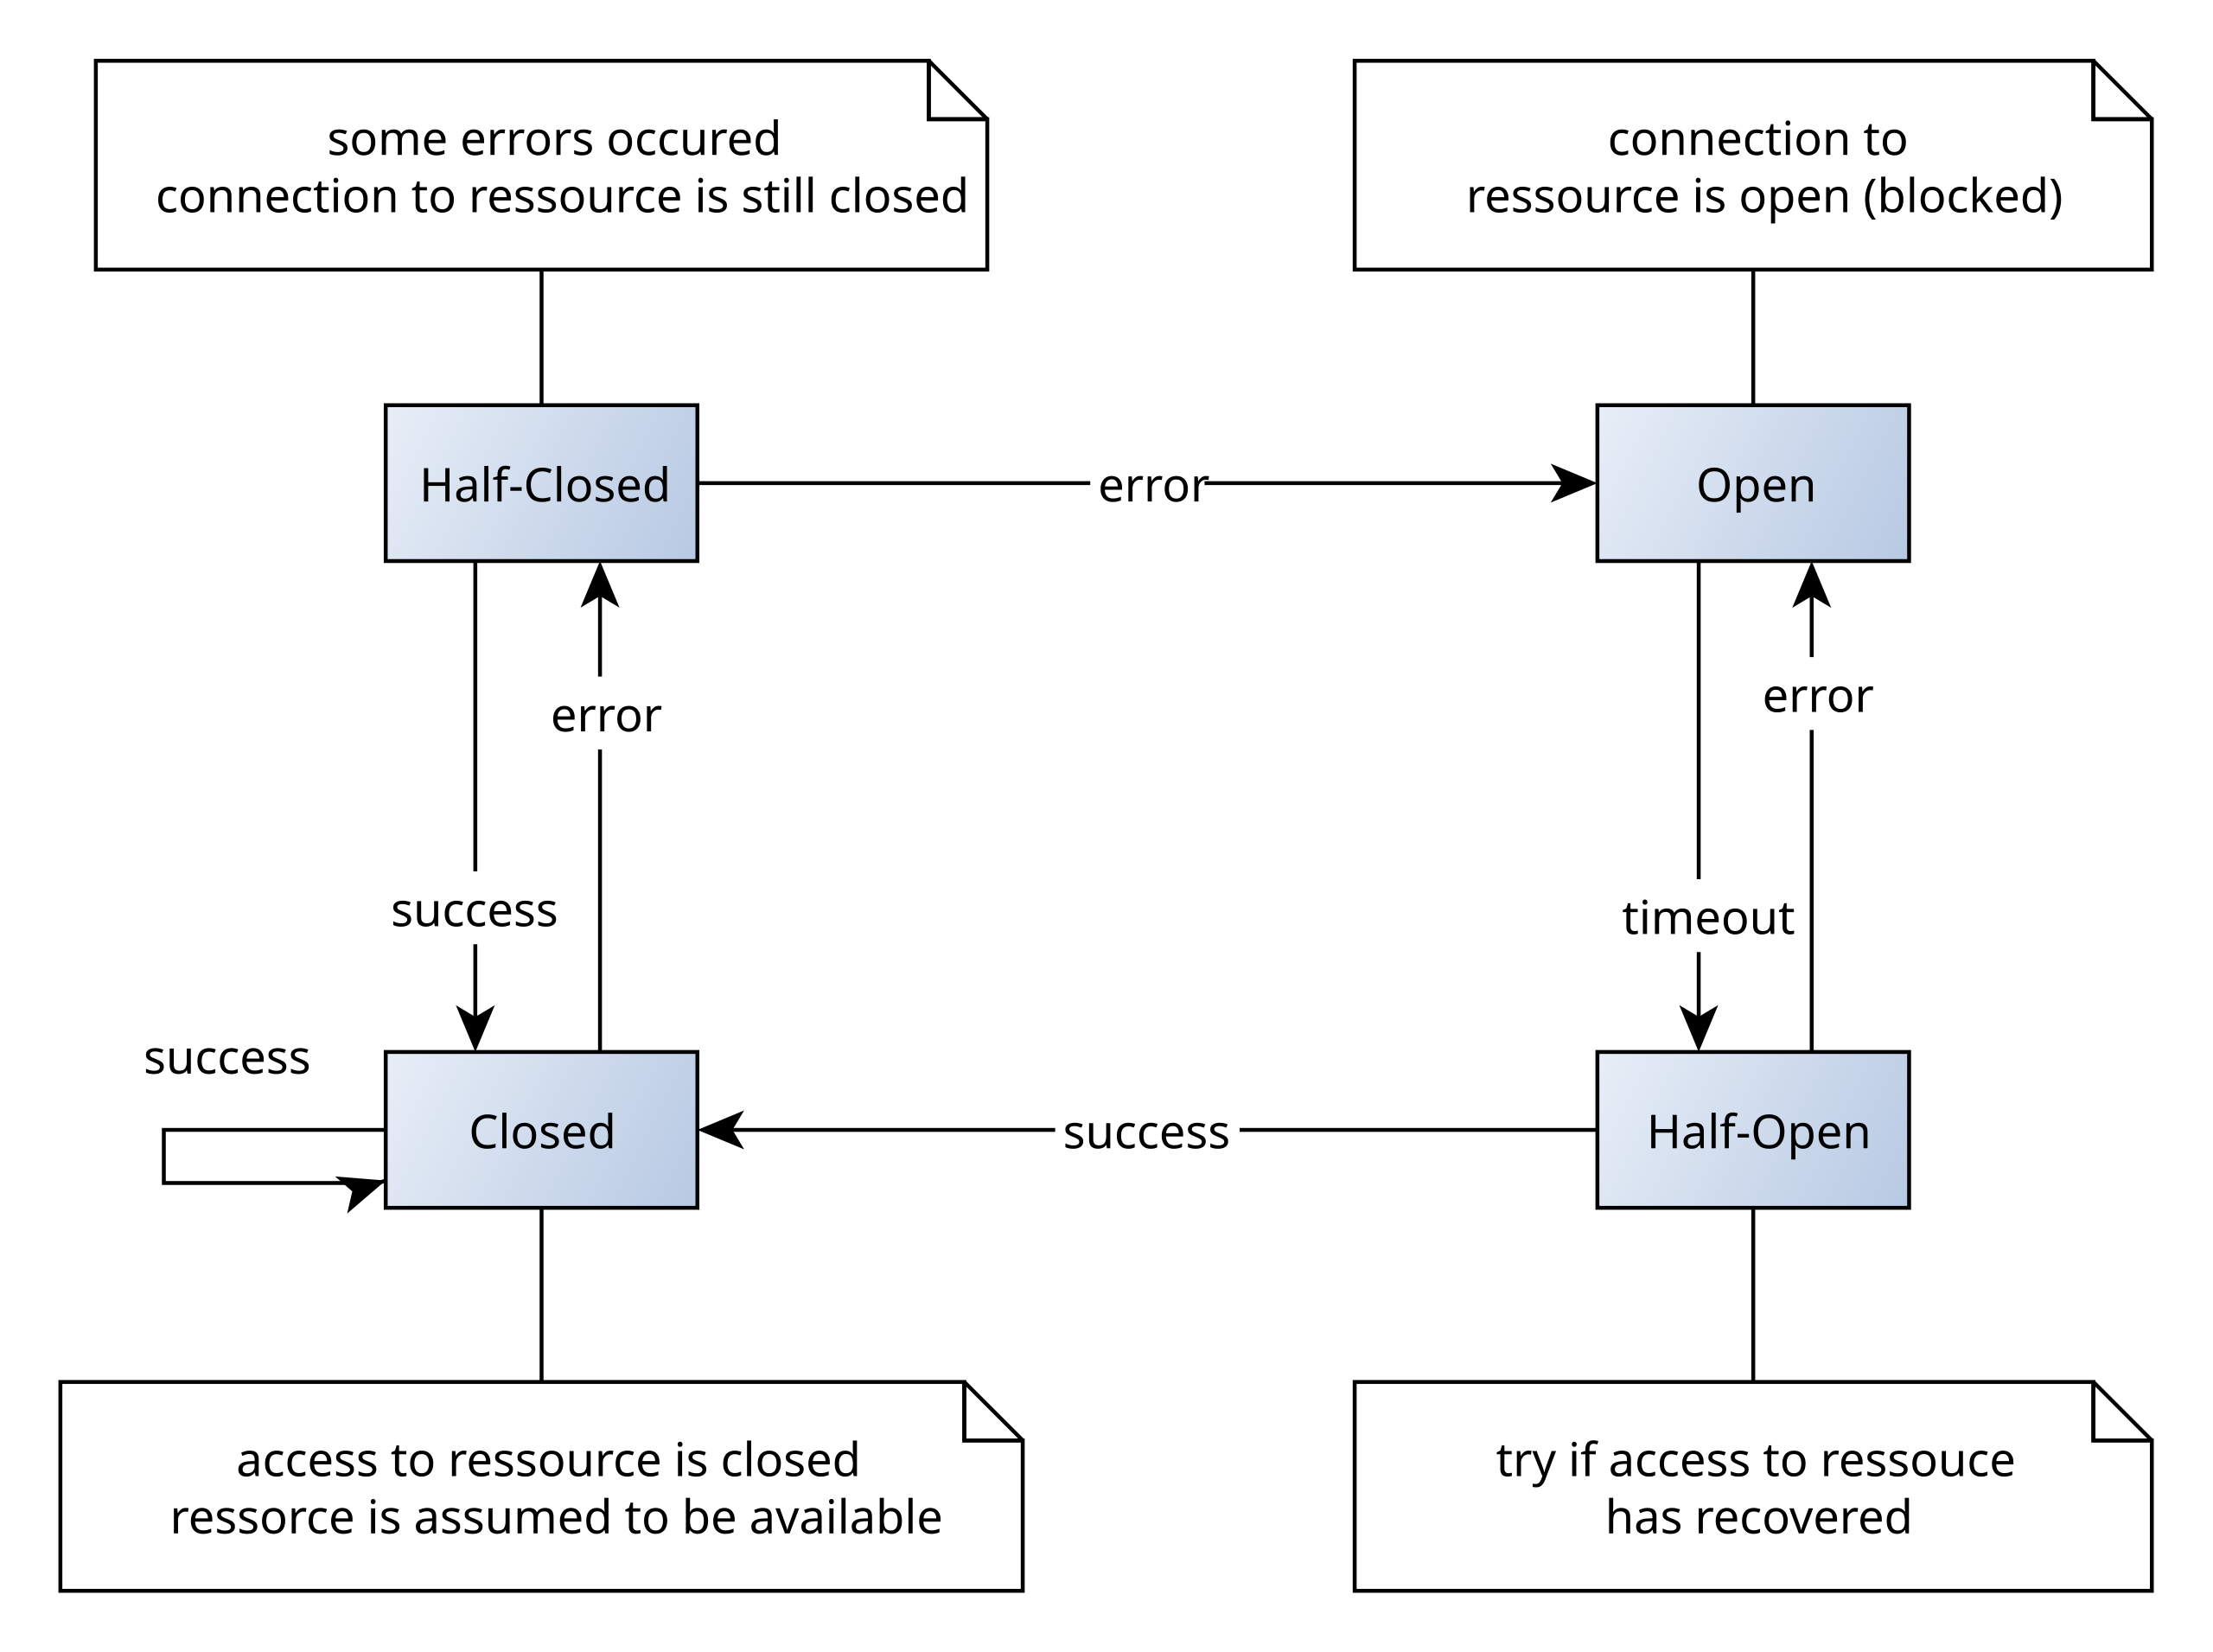 some errors occured
connection to ressource is still closed
connection to
ressource is open (blocked)
Half-Closed
error
Open
error
error
success
timeout
success
Closed
success
Half-Open
access to ressource is closed
ressorce is assumed to be available
try if access to ressouce
has recovered